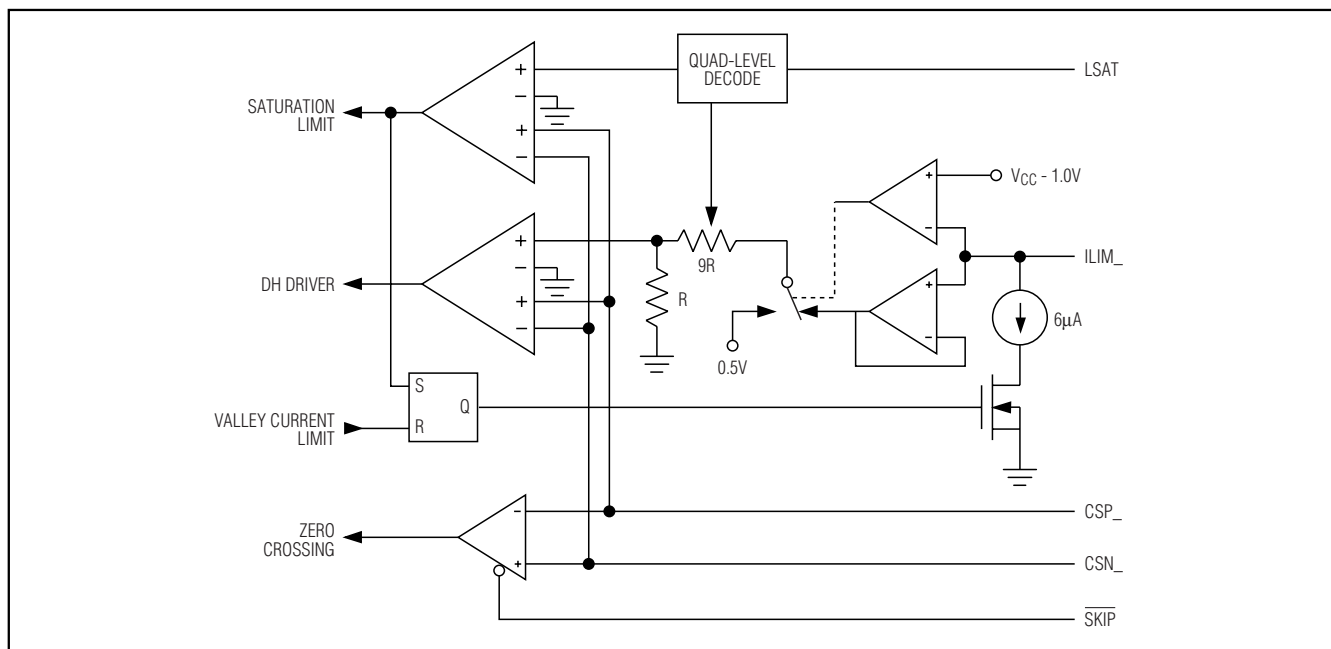 QUAD-LEVEL
DECODE
LSAT
+
−
+
−
SATURATION
LIMIT
+
−
VCC - 1.0V
ILIM_
+
−
+
−
9R
R
DH DRIVER
+
−
6μA
0.5V
S
R
Q
VALLEY CURRENT
LIMIT
−
+
CSP_
ZERO
CROSSING
CSN_
SKIP